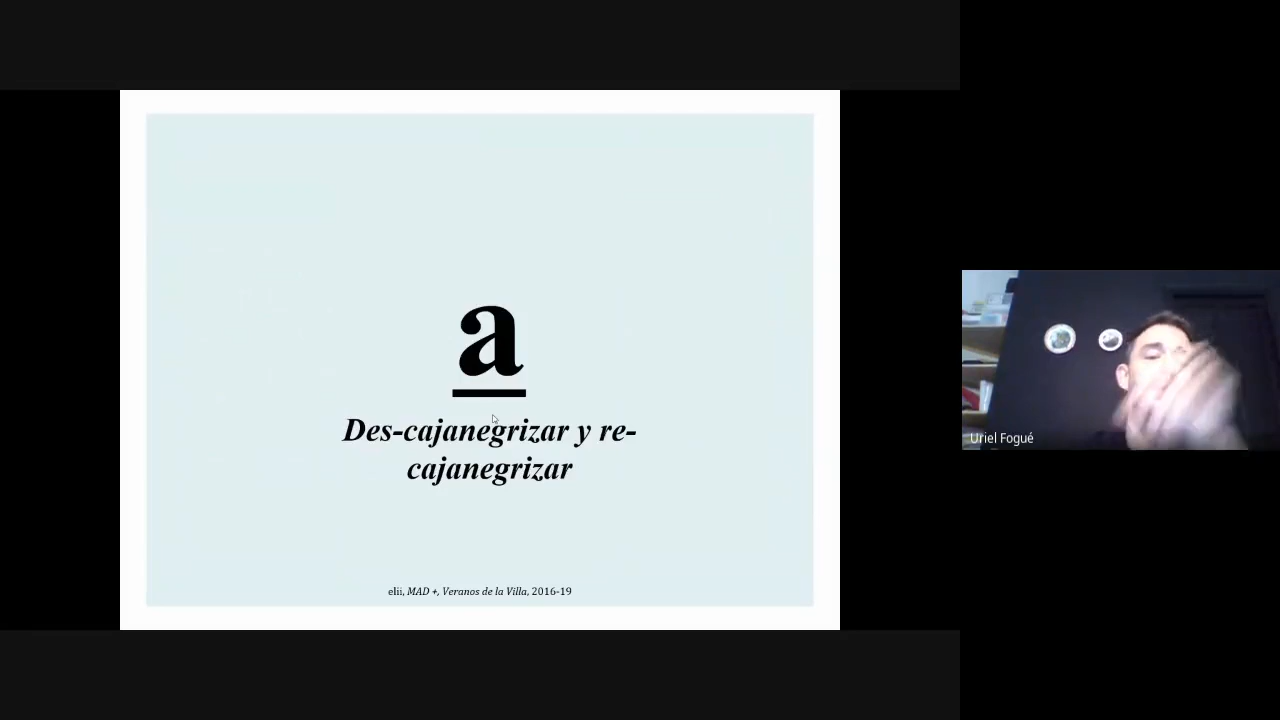 a
Des-cajanegrizar y re-
cajanegrizar
elii, MAD +, Veranos de la Villa, 2016-19
Uriel Fogué